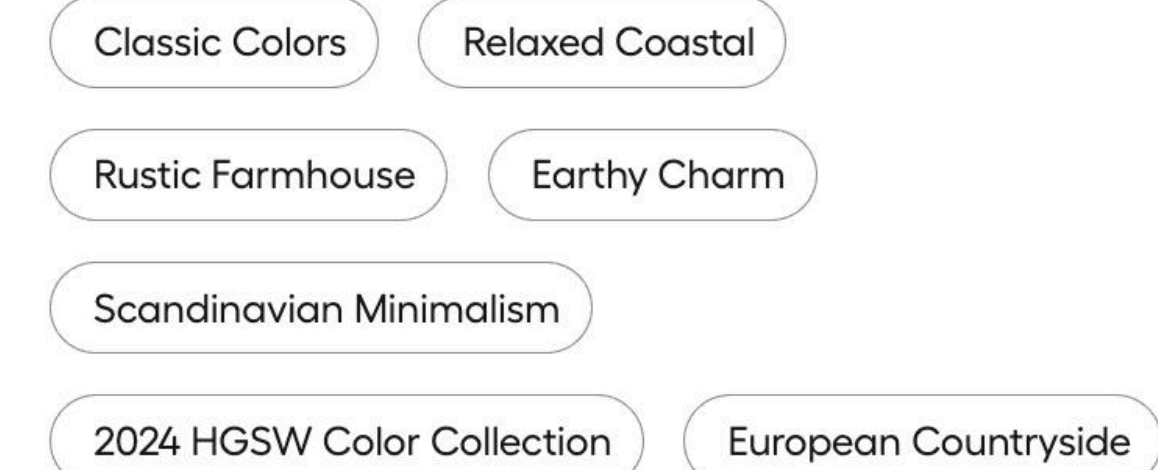 Classic Colors Relaxed Coastal
Rustic Farmhouse Earthy Charm
Scandinavian Minimalism
2024 HGSW Color Collection European Countryside